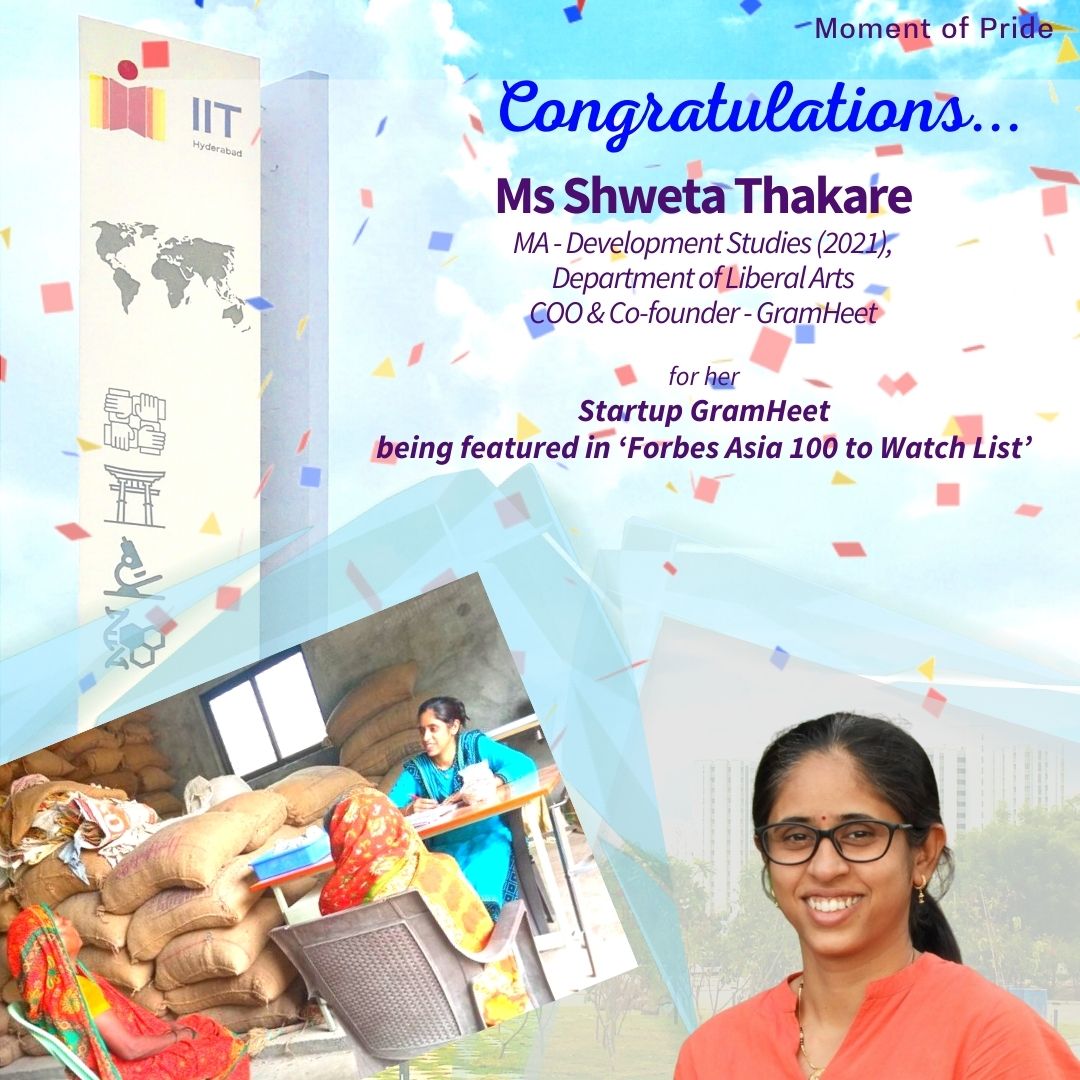 Moment of Pride
Congratulations...
IIT
Hyderabad
Ms Shweta Thakare
MA - Development Studies (2021),
Department of Liberal Arts
COO & Co-founder - GramHeet
for her
Startup GramHeet
being featured in ‘Forbes Asia 100 to Watch List’